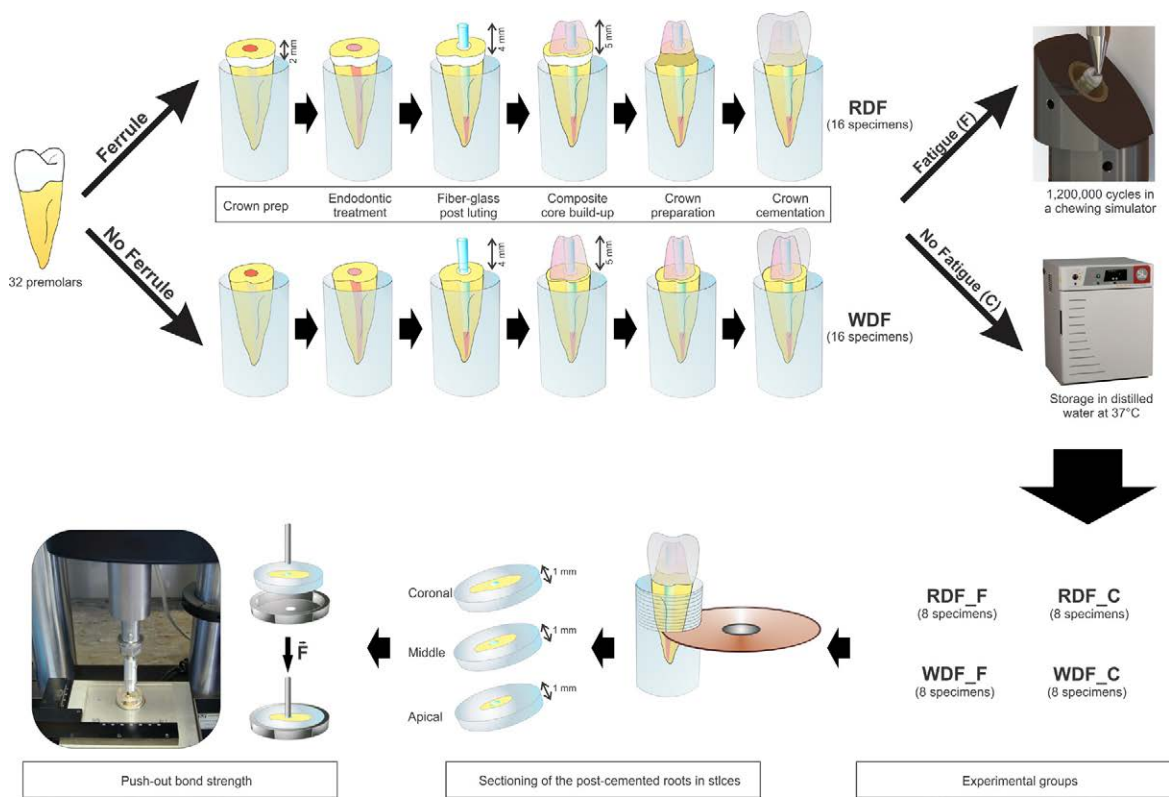 Ferrule
No Ferrule
32 premolars
2 mm
4 mm
5 mm
RDF
(16 specimens)
Crown prep
Endodontic
treatment
Fiber-glass
post luting
Composite
core build-up
Crown
preparation
Crown
cementation
4 mm
5 mm
WDF
(16 specimens)
Fatigue (F)
No Fatigue (C)
1,200,000 cycles in
a chewing simulator
Storage in distilled
water at 37°C
RDF_F
(8 specimens)
RDF_C
(8 specimens)
WDF_F
(8 specimens)
WDF_C
(8 specimens)
Coronal
1 mm
Middle
1 mm
Apical
1 mm
F
Push-out bond strength
Sectioning of the post-cemented roots in stlces
Experimental groups